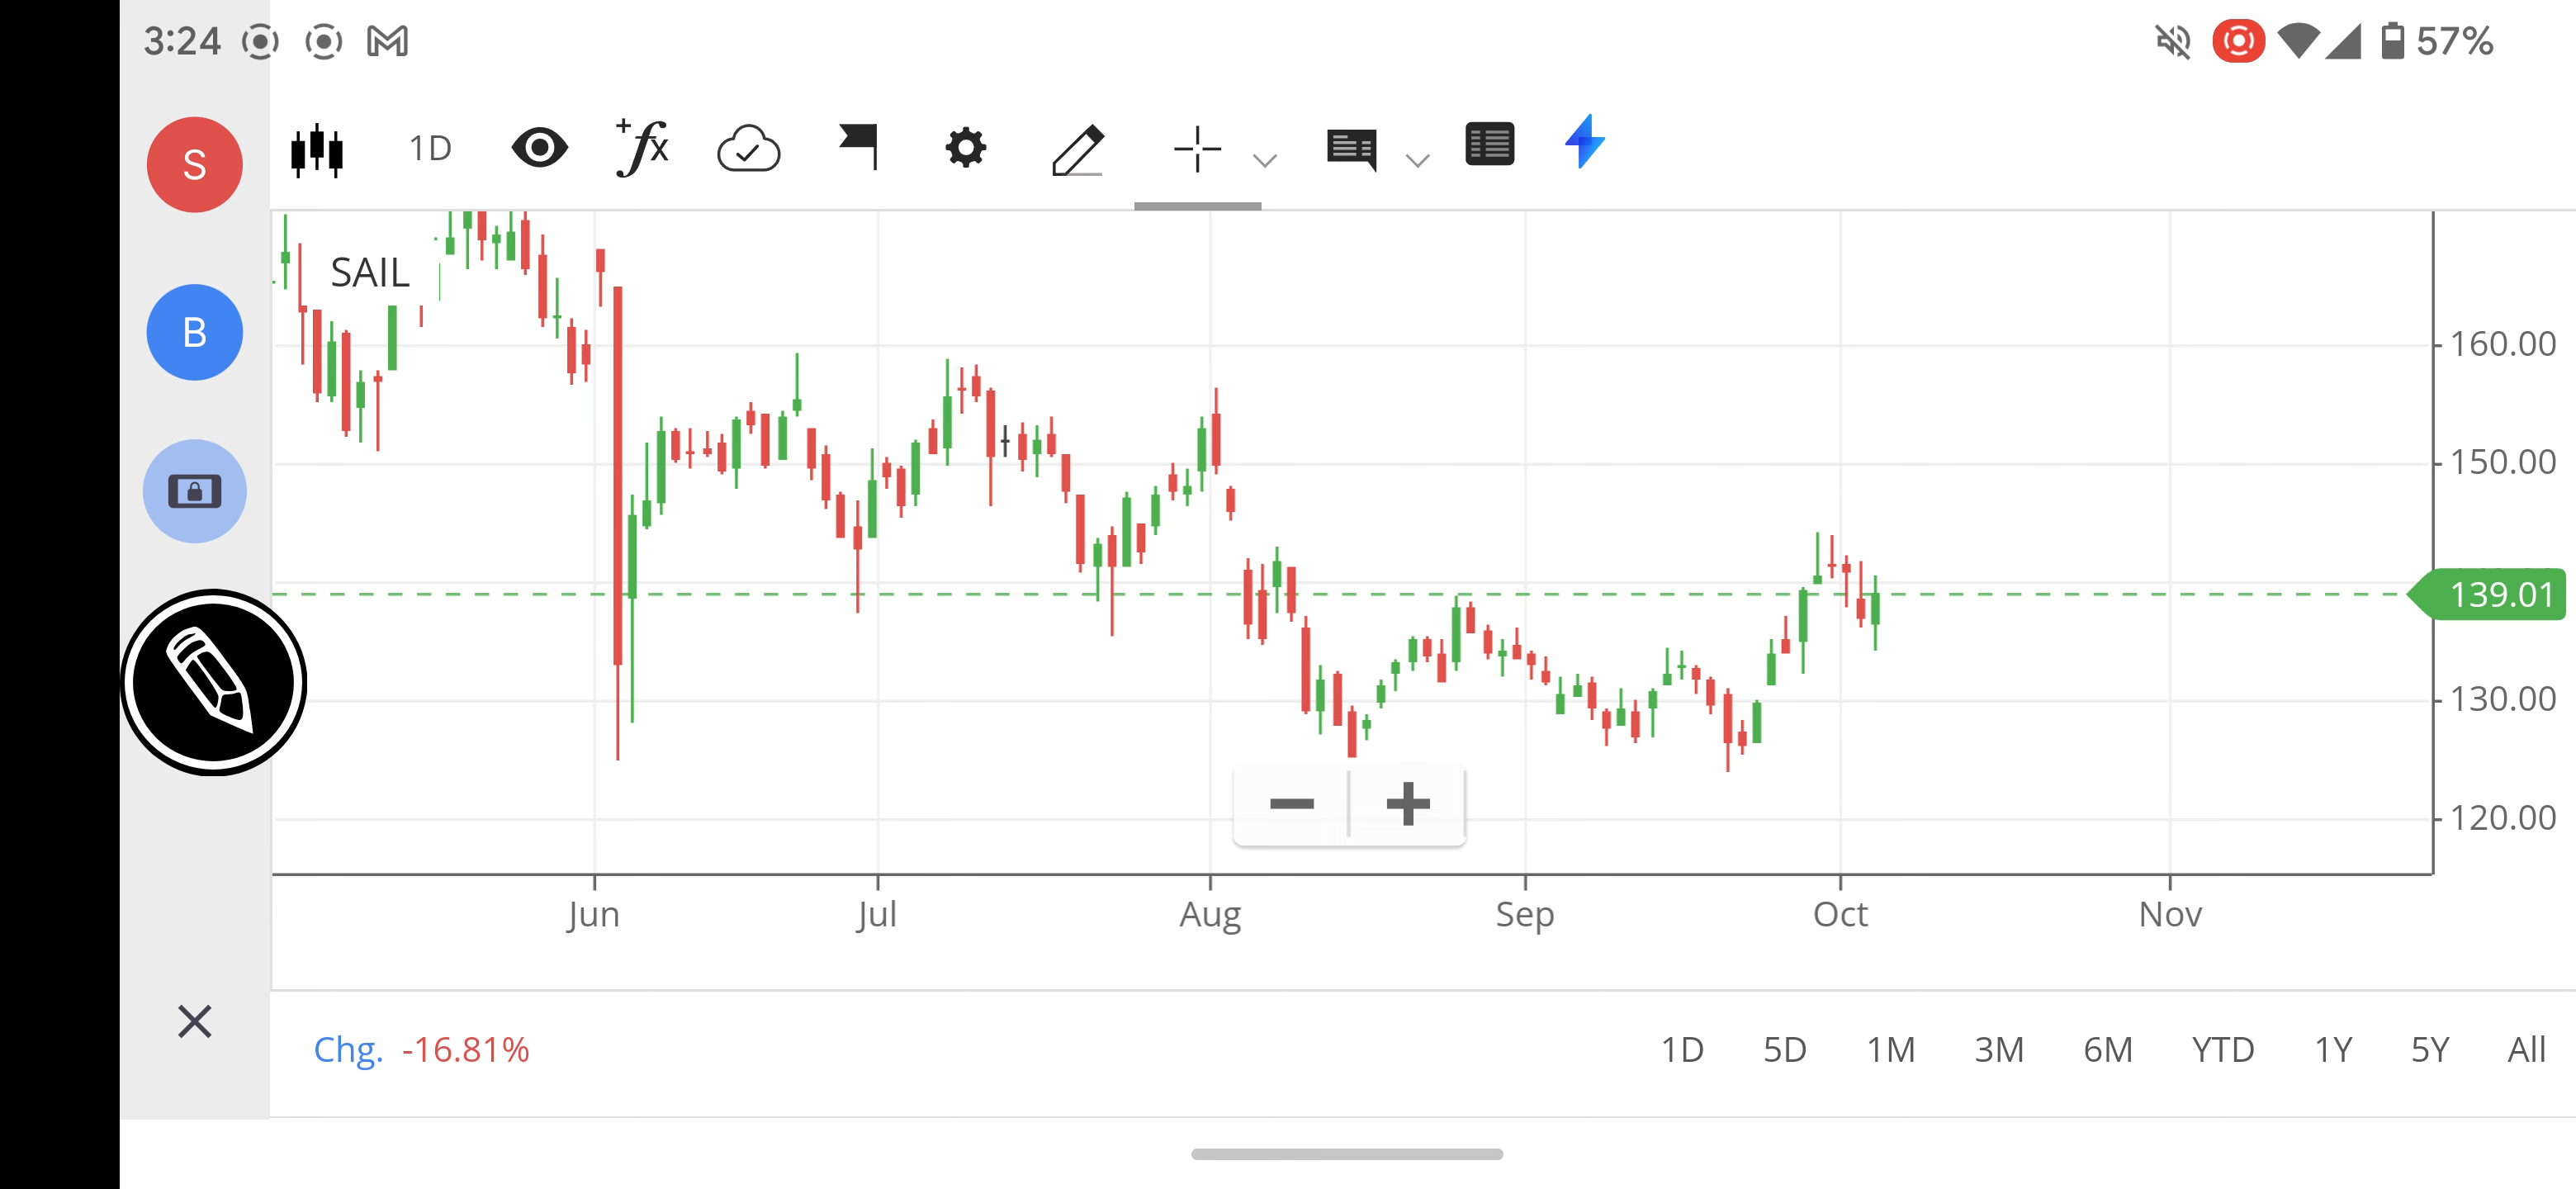 3:24 57%
S 1D +fx
SAIL
B
160.00
150.00
139.01
130.00
120.00
Jun Jul Aug Sep Oct Nov
Chg. -16.81% 1D 5D 1M 3M 6M YTD 1Y 5Y All